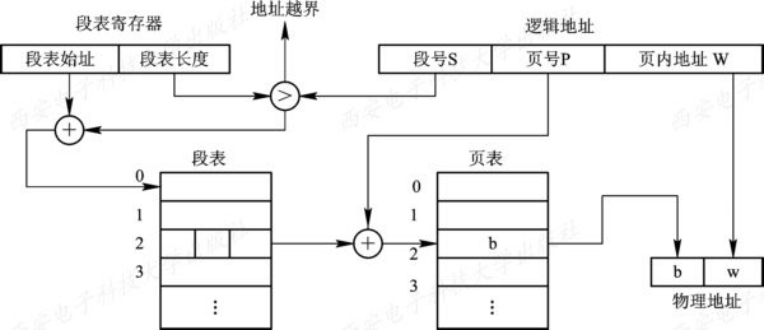 地址越界
段表寄存器
逻辑地址
段表始址 段表长度
段号S 页号P 页内地址 W
>
+
段表
页表
0
1
2
3
⋮
+
0
1
2
3
b
⋮
b w
物理地址
西安电子科技大学出版社